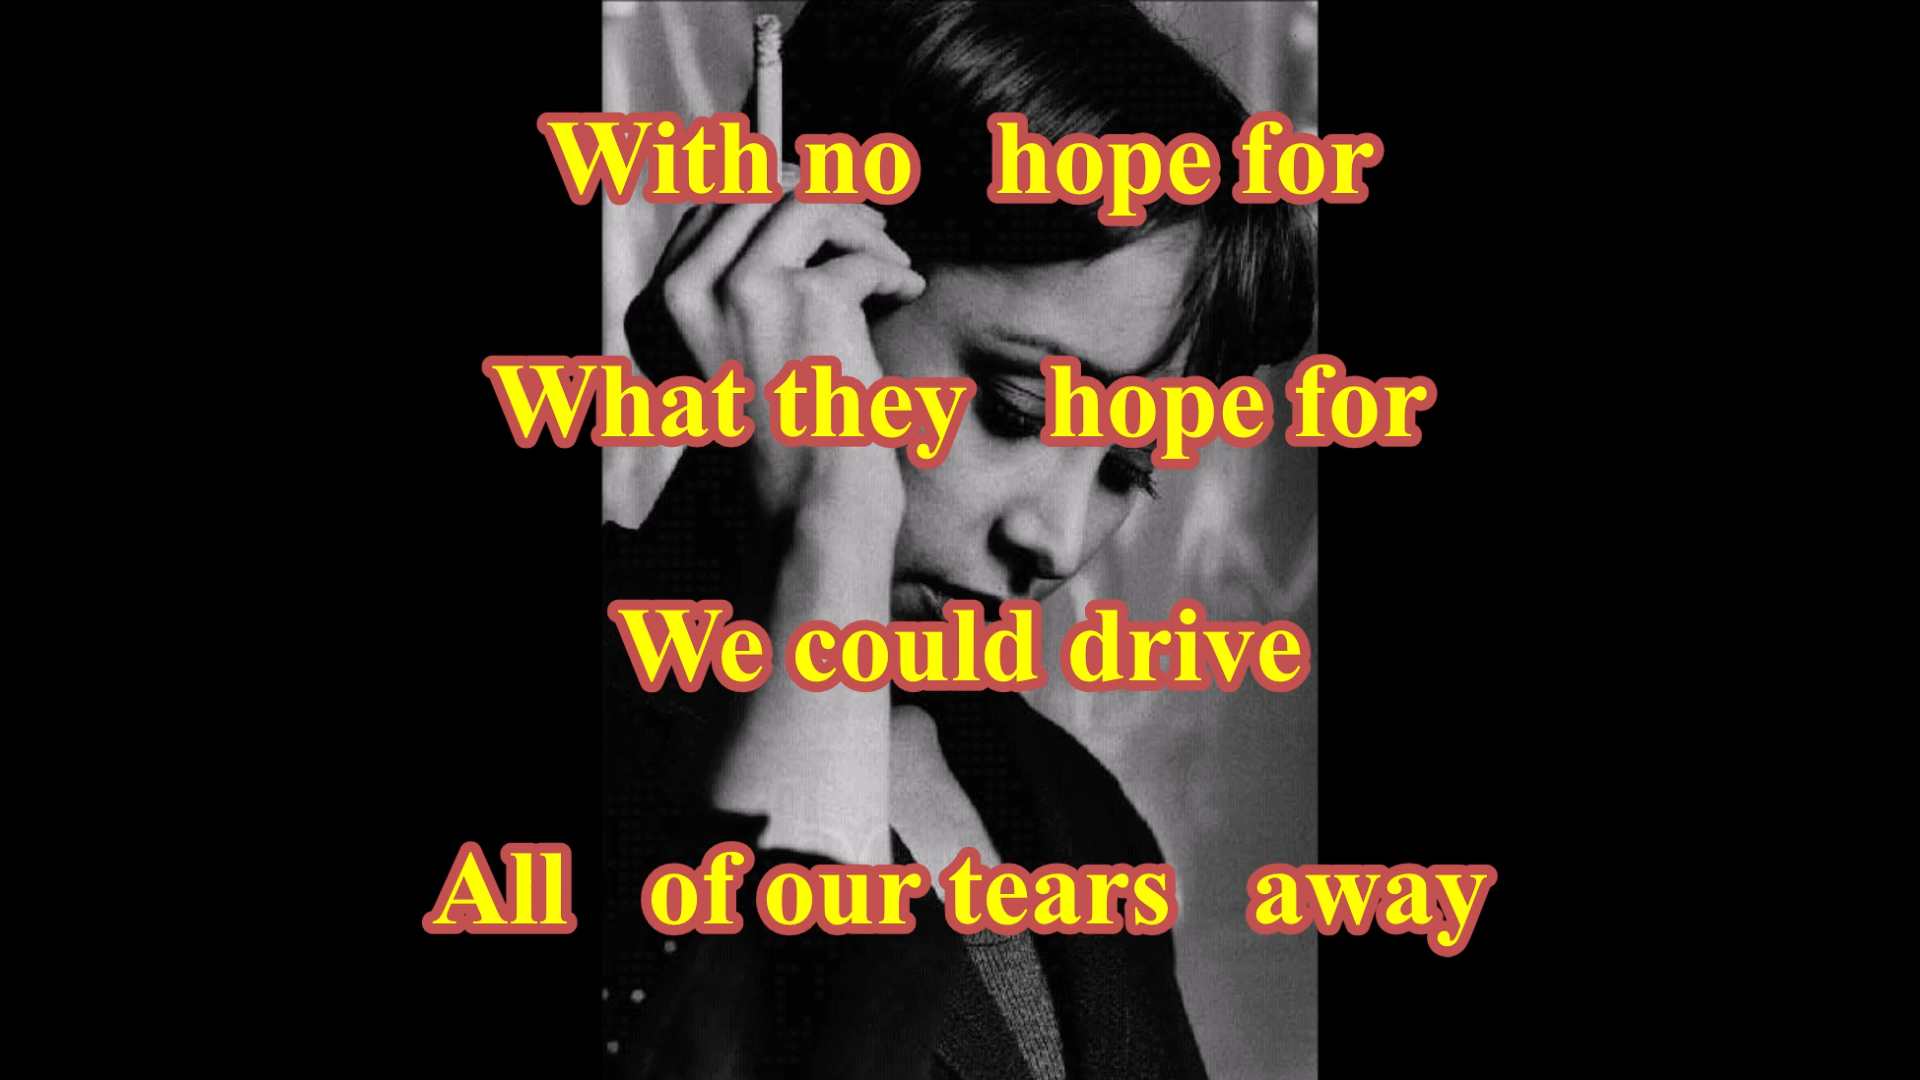 With no hope for
What they hope for
We could drive
All of our tears away